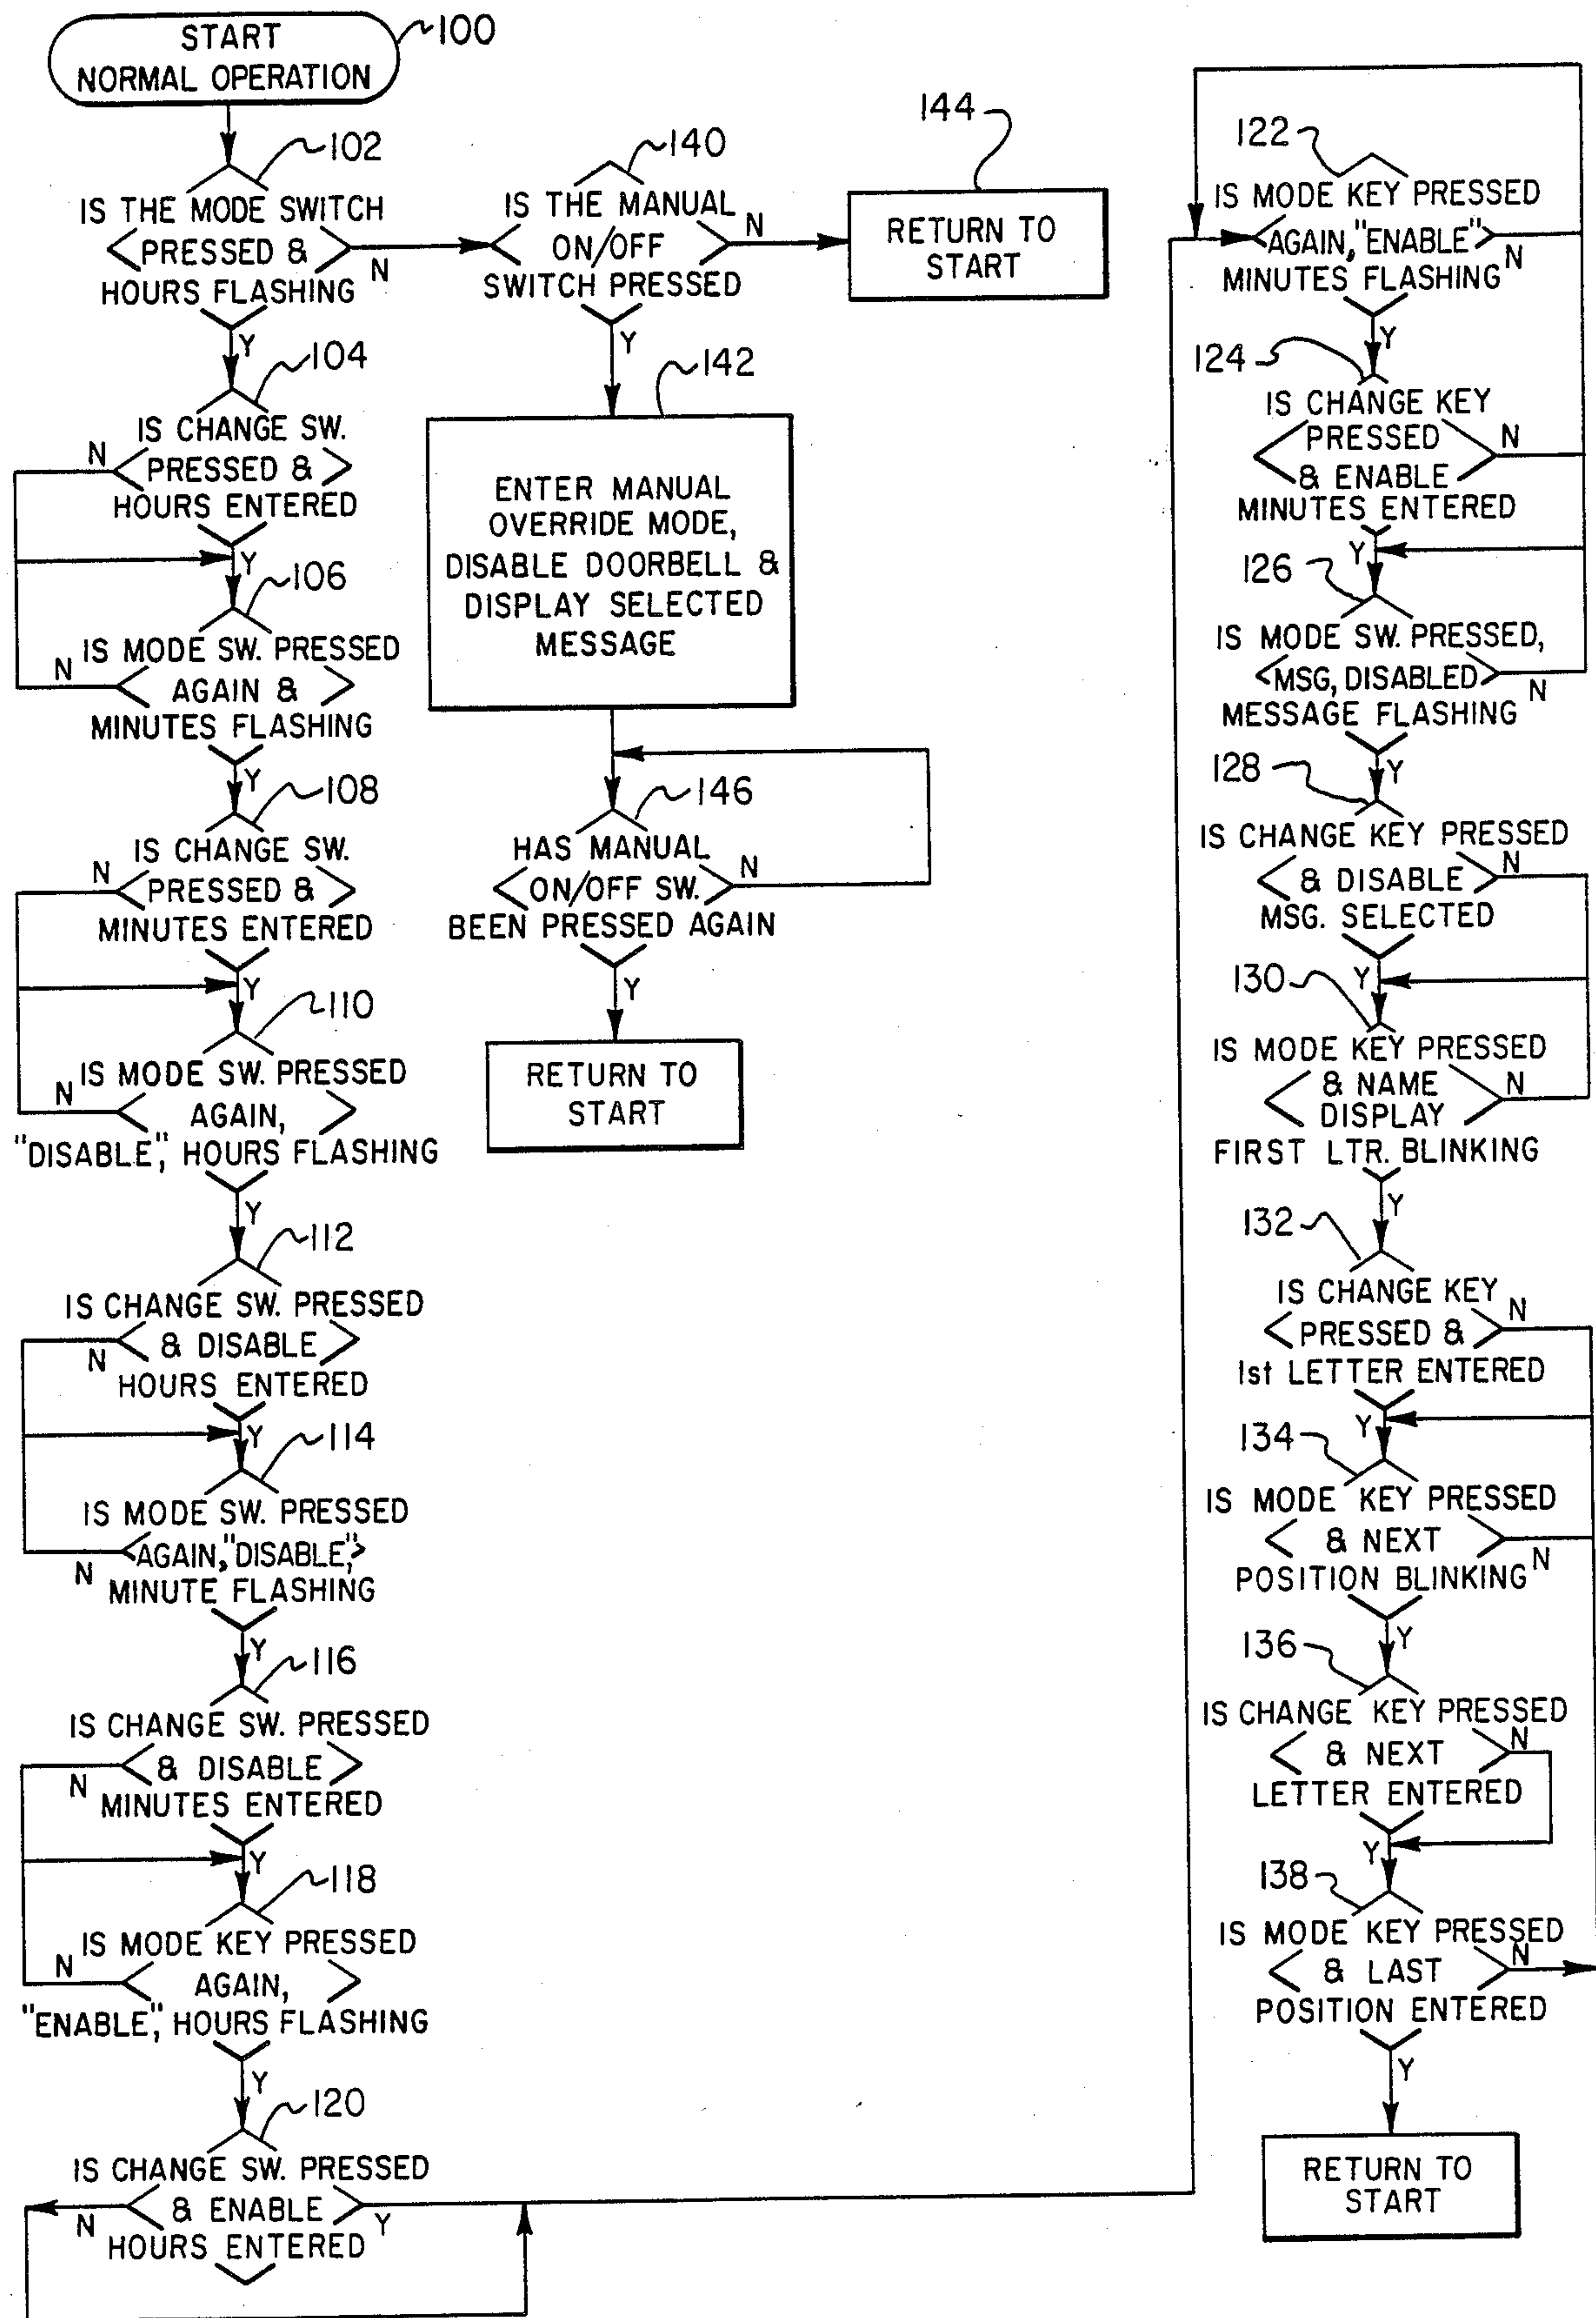 START
NORMAL OPERATION
100
102
IS THE MODE SWITCH
PRESSED &
HOURS FLASHING
N
Y
104
IS CHANGE SW.
N
PRESSED &
HOURS ENTERED
Y
106
IS MODE SW. PRESSED
N
AGAIN &
MINUTES FLASHING
Y
108
IS CHANGE SW.
N
PRESSED &
MINUTES ENTERED
Y
110
IS MODE SW. PRESSED
N
AGAIN,
"DISABLE", HOURS FLASHING
Y
112
IS CHANGE SW. PRESSED
& DISABLE
N
HOURS ENTERED
Y
114
IS MODE SW. PRESSED
AGAIN, "DISABLE",
N
MINUTE FLASHING
Y
116
IS CHANGE SW. PRESSED
& DISABLE
N
MINUTES ENTERED
Y
118
IS MODE KEY PRESSED
N
AGAIN,
"ENABLE", HOURS FLASHING
Y
120
IS CHANGE SW. PRESSED
& ENABLE
N
Y
HOURS ENTERED
140
IS THE MANUAL
N
ON/OFF
SWITCH PRESSED
Y
144
RETURN TO
START
142
ENTER MANUAL
OVERRIDE MODE,
DISABLE DOORBELL &
DISPLAY SELECTED
MESSAGE
146
HAS MANUAL
N
ON/OFF SW.
BEEN PRESSED AGAIN
Y
RETURN TO
START
122
IS MODE KEY PRESSED
AGAIN, "ENABLE"
N
MINUTES FLASHING
Y
124
IS CHANGE KEY
PRESSED
N
& ENABLE
MINUTES ENTERED
Y
126
IS MODE SW. PRESSED,
MSG, DISABLED
N
MESSAGE FLASHING
Y
128
IS CHANGE KEY PRESSED
& DISABLE
N
MSG. SELECTED
Y
130
IS MODE KEY PRESSED
& NAME
N
DISPLAY
FIRST LTR. BLINKING
Y
132
IS CHANGE KEY
N
PRESSED &
1st LETTER ENTERED
Y
134
IS MODE KEY PRESSED
& NEXT
N
POSITION BLINKING
Y
136
IS CHANGE KEY PRESSED
N
& NEXT
LETTER ENTERED
Y
138
IS MODE KEY PRESSED
N
& LAST
POSITION ENTERED
Y
RETURN TO
START